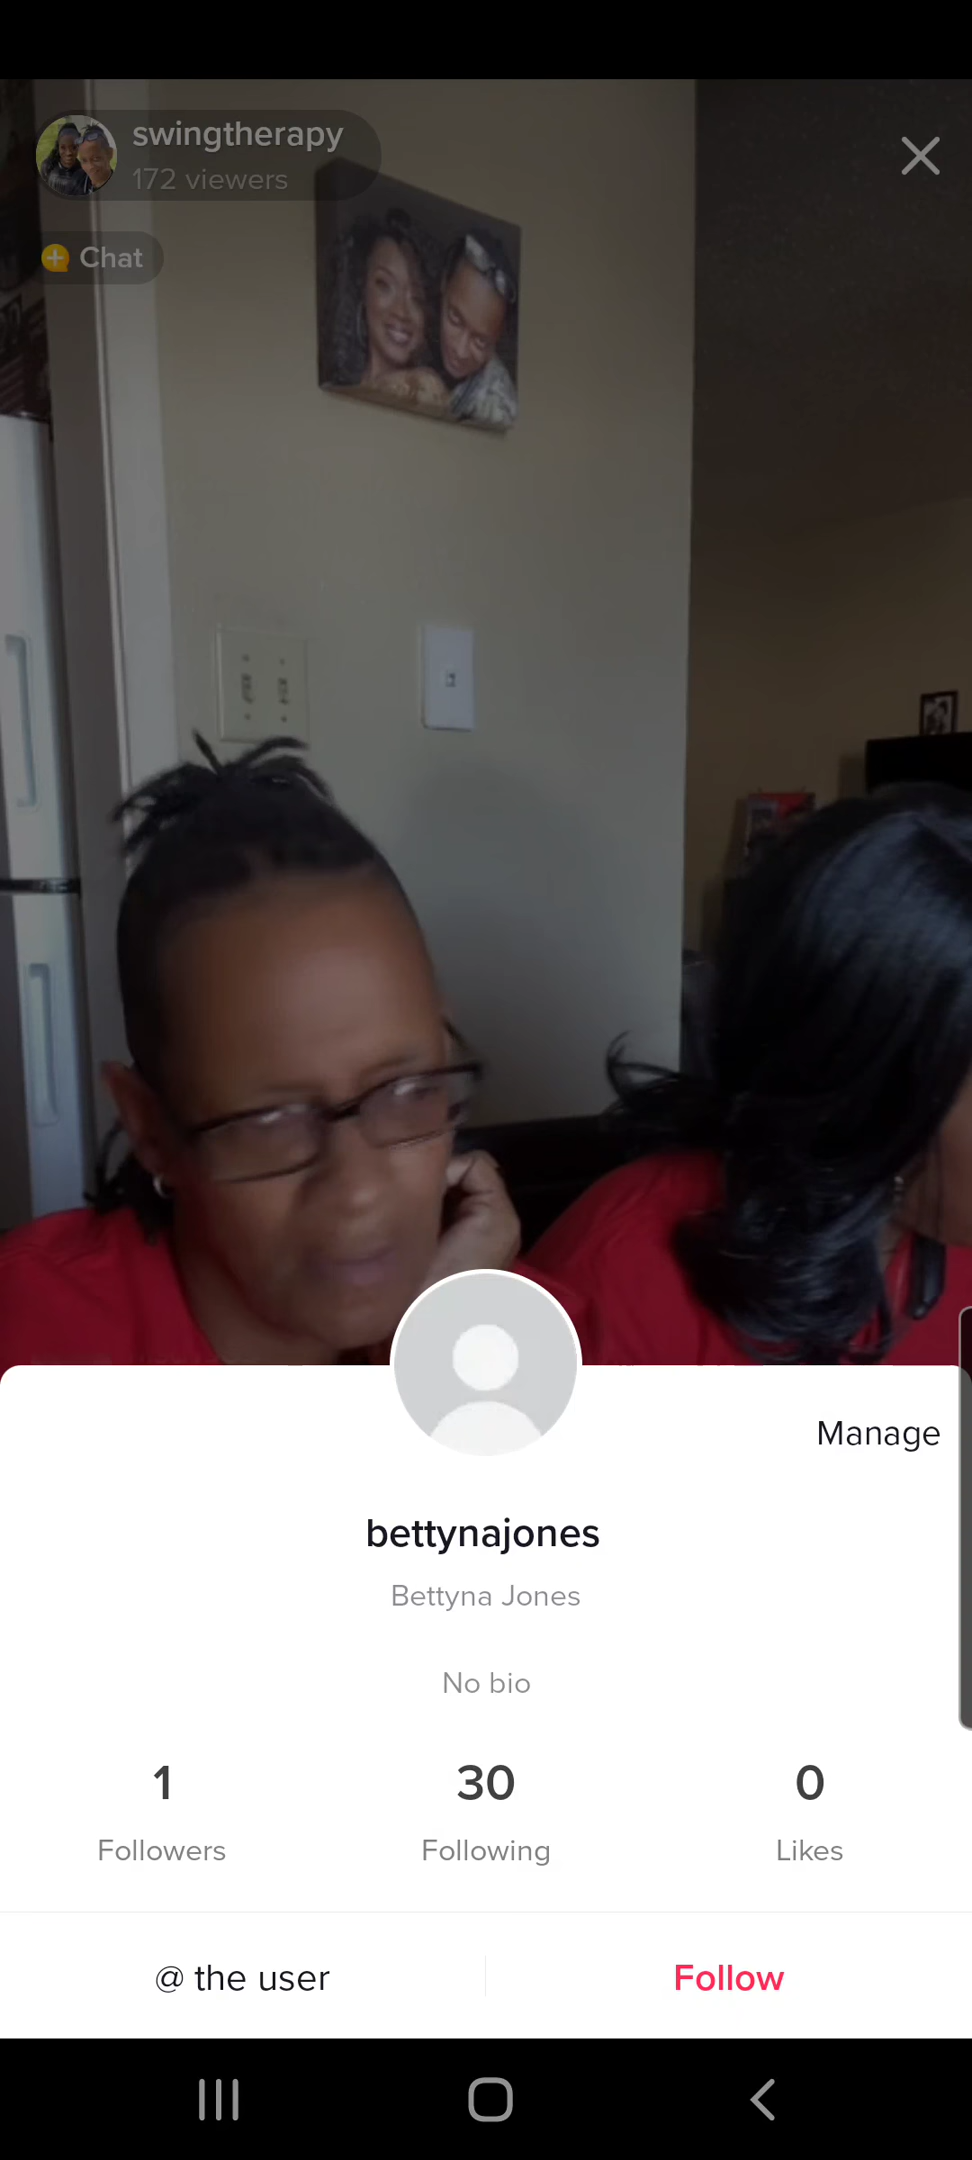 swingtherapy
172 viewers
Chat
Manage
bettynajones
Bettyna Jones
No bio
1
30
0
Followers
Following
Likes
@ the user
Follow